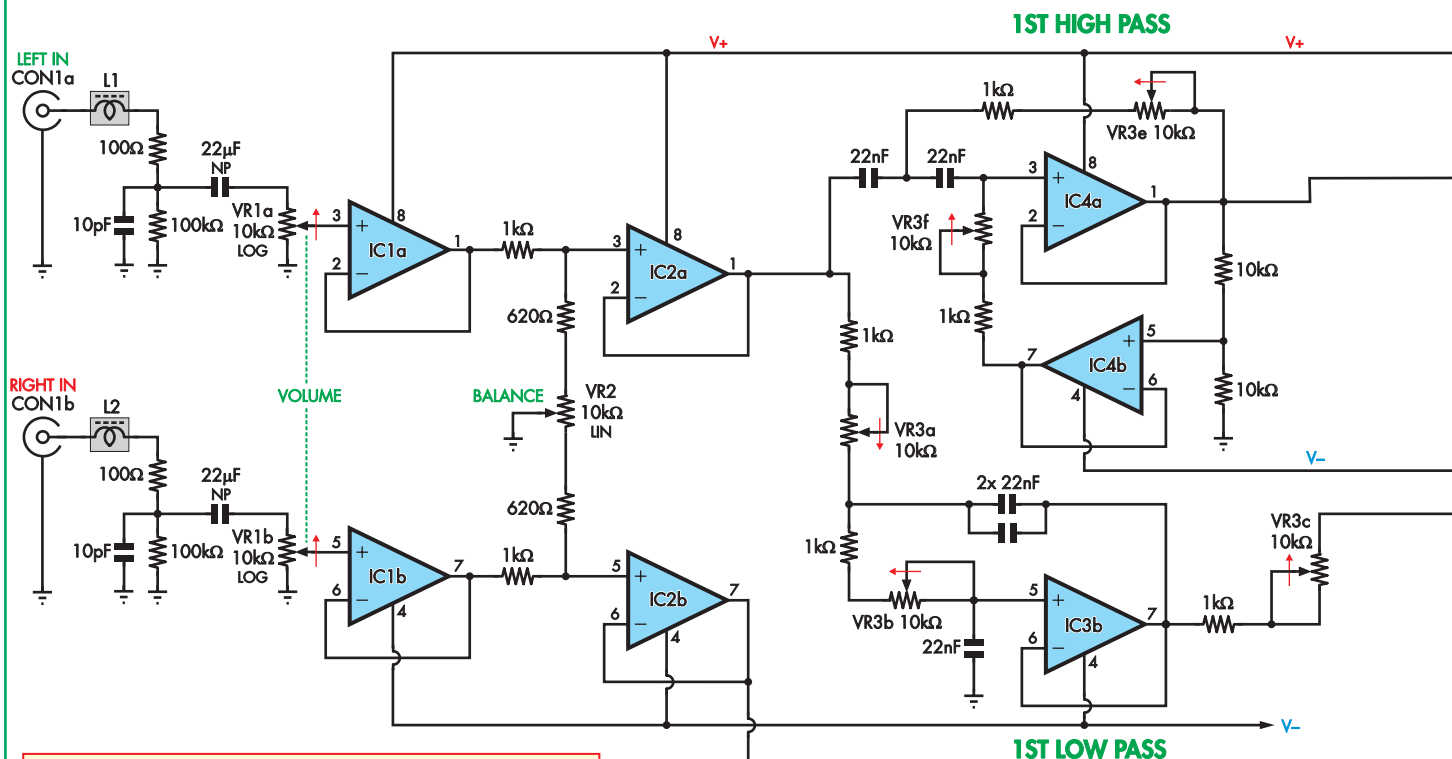 1ST HIGH PASS
V+
V+
LEFT IN
CON1a
L1
100Ω
22µF
NP
10pF
100kΩ
VR1a
10kΩ
LOG
3
2
8
1
+
–
IC1a
1kΩ
620Ω
3
2
8
1
+
–
IC2a
22nF
22nF
1kΩ
VR3e 10kΩ
VR3f
10kΩ
1kΩ
3
2
8
1
+
–
IC4a
10kΩ
10kΩ
5
6
7
4
+
–
IC4b
V–
1kΩ
VR3a
10kΩ
RIGHT IN
CON1b
L2
VOLUME
BALANCE
VR2
10kΩ
LIN
100Ω
22µF
NP
10pF
100kΩ
VR1b
10kΩ
LOG
5
6
7
4
+
–
IC1b
620Ω
1kΩ
5
6
7
4
+
–
IC2b
2x 22nF
1kΩ
VR3b 10kΩ
22nF
5
6
7
4
+
–
IC3b
1kΩ
VR3c
10kΩ
V–
1ST LOW PASS